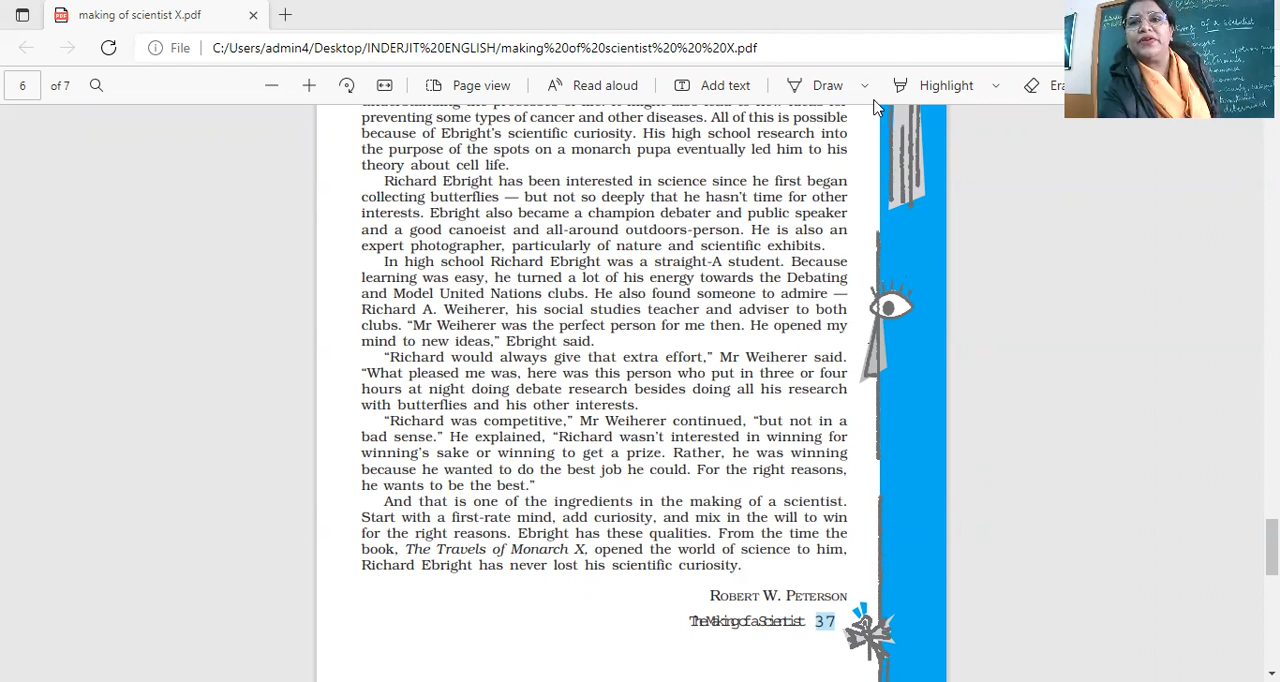 making of scientist X.pdf
File C:/Users/admin4/Desktop/INDERJIT%20ENGLISH/making%20of%20scientist%20%20%20X.pdf
6 of 7 Page view Read aloud Add text Draw Highlight Era
understanding the processes of life. It might also lead to new ideas for
preventing some types of cancer and other diseases. All of this is possible
because of Ebright's scientific curiosity. His high school research into
the purpose of the spots on a monarch pupa eventually led him to his
theory about cell life.
Richard Ebright has been interested in science since he first began
collecting butterflies — but not so deeply that he hasn't time for other
interests. Ebright also became a champion debater and public speaker
and a good canoeist and all-around outdoors-person. He is also an
expert photographer, particularly of nature and scientific exhibits.
In high school Richard Ebright was a straight-A student. Because
learning was easy, he turned a lot of his energy towards the Debating
and Model United Nations clubs. He also found someone to admire —
Richard A. Weiherer, his social studies teacher and adviser to both
clubs. “Mr Weiherer was the perfect person for me then. He opened my
mind to new ideas,” Ebright said.
“Richard would always give that extra effort,” Mr Weiherer said.
“What pleased me was, here was this person who put in three or four
hours at night doing debate research besides doing all his research
with butterflies and his other interests.
“Richard was competitive,” Mr Weiherer continued, “but not in a
bad sense.” He explained, “Richard wasn't interested in winning for
winning's sake or winning to get a prize. Rather, he was winning
because he wanted to do the best job he could. For the right reasons,
he wants to be the best.”
And that is one of the ingredients in the making of a scientist.
Start with a first-rate mind, add curiosity, and mix in the will to win
for the right reasons. Ebright has these qualities. From the time the
book, The Travels of Monarch X, opened the world of science to him,
Richard Ebright has never lost his scientific curiosity.
ROBERT W. PETERSON
The Making of a Scientist 37
of a Scientist